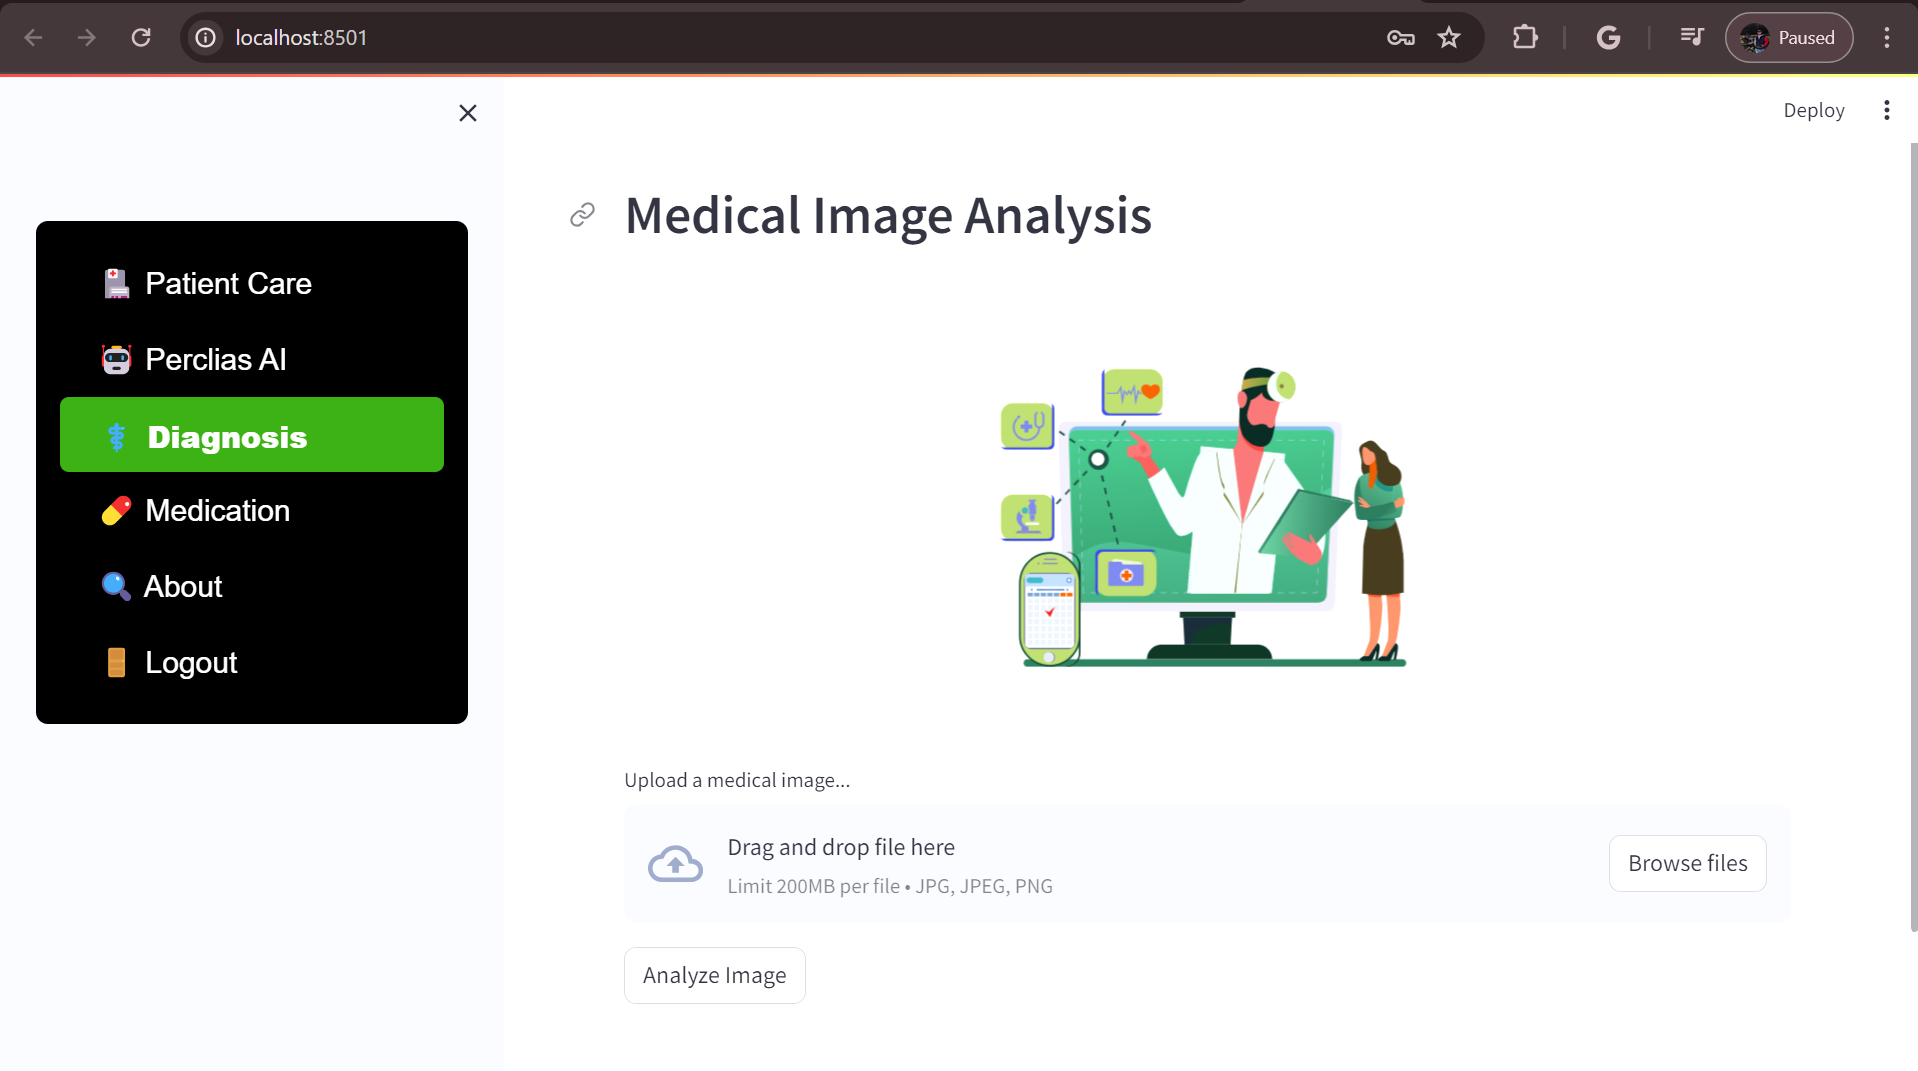 localhost:8501
Paused
Deploy
Patient Care
Perclias AI
Diagnosis
Medication
About
Logout
Medical Image Analysis
Upload a medical image...
Drag and drop file here
Limit 200MB per file • JPG, JPEG, PNG
Browse files
Analyze Image